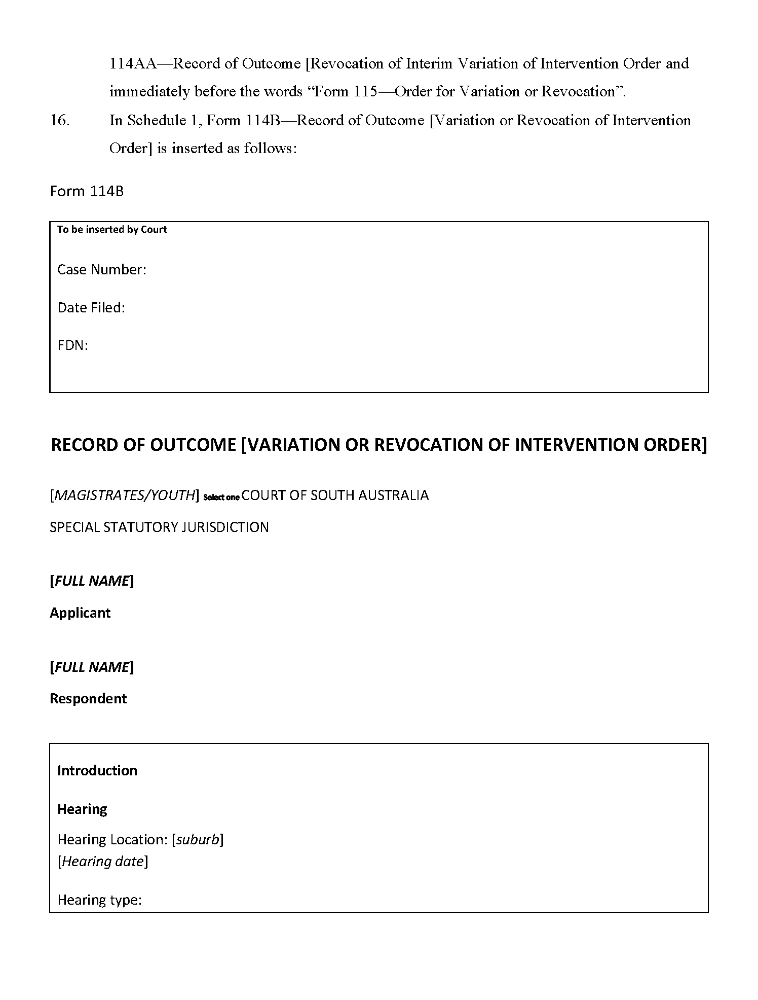 114AA—Record of Outcome [Revocation of Interim Variation of Intervention Order and
immediately before the words “Form 115—Order for Variation or Revocation”.
16. In Schedule 1, Form 114B—Record of Outcome [Variation or Revocation of Intervention
Order] is inserted as follows:
Form 114B
To be inserted by Court
Case Number:
Date Filed:
FDN:
RECORD OF OUTCOME [VARIATION OR REVOCATION OF INTERVENTION ORDER]
[MAGISTRATES/YOUTH] Select one COURT OF SOUTH AUSTRALIA
SPECIAL STATUTORY JURISDICTION
[FULL NAME]
Applicant
[FULL NAME]
Respondent
Introduction
Hearing
Hearing Location: [suburb]
[Hearing date]
Hearing type: